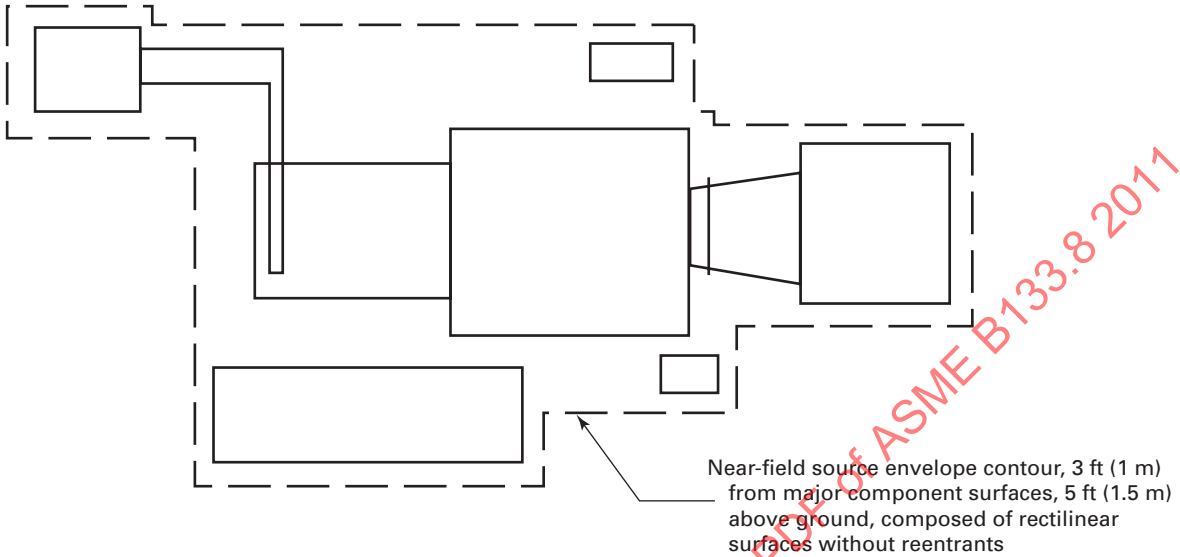 Near-field source envelope contour, 3 ft (1 m)
from major component surfaces, 5 ft (1.5 m)
above ground, composed of rectilinear
surfaces without reentrants
PDF of ASME B133.8 2011